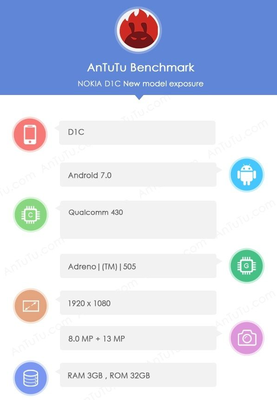 AnTuTu Benchmark
NOKIA D1C New model exposure
D1C
Android 7.0
Qualcomm 430
C
Adreno | (TM) | 505
G
1920 x 1080
8.0 MP + 13 MP
RAM 3GB , ROM 32GB